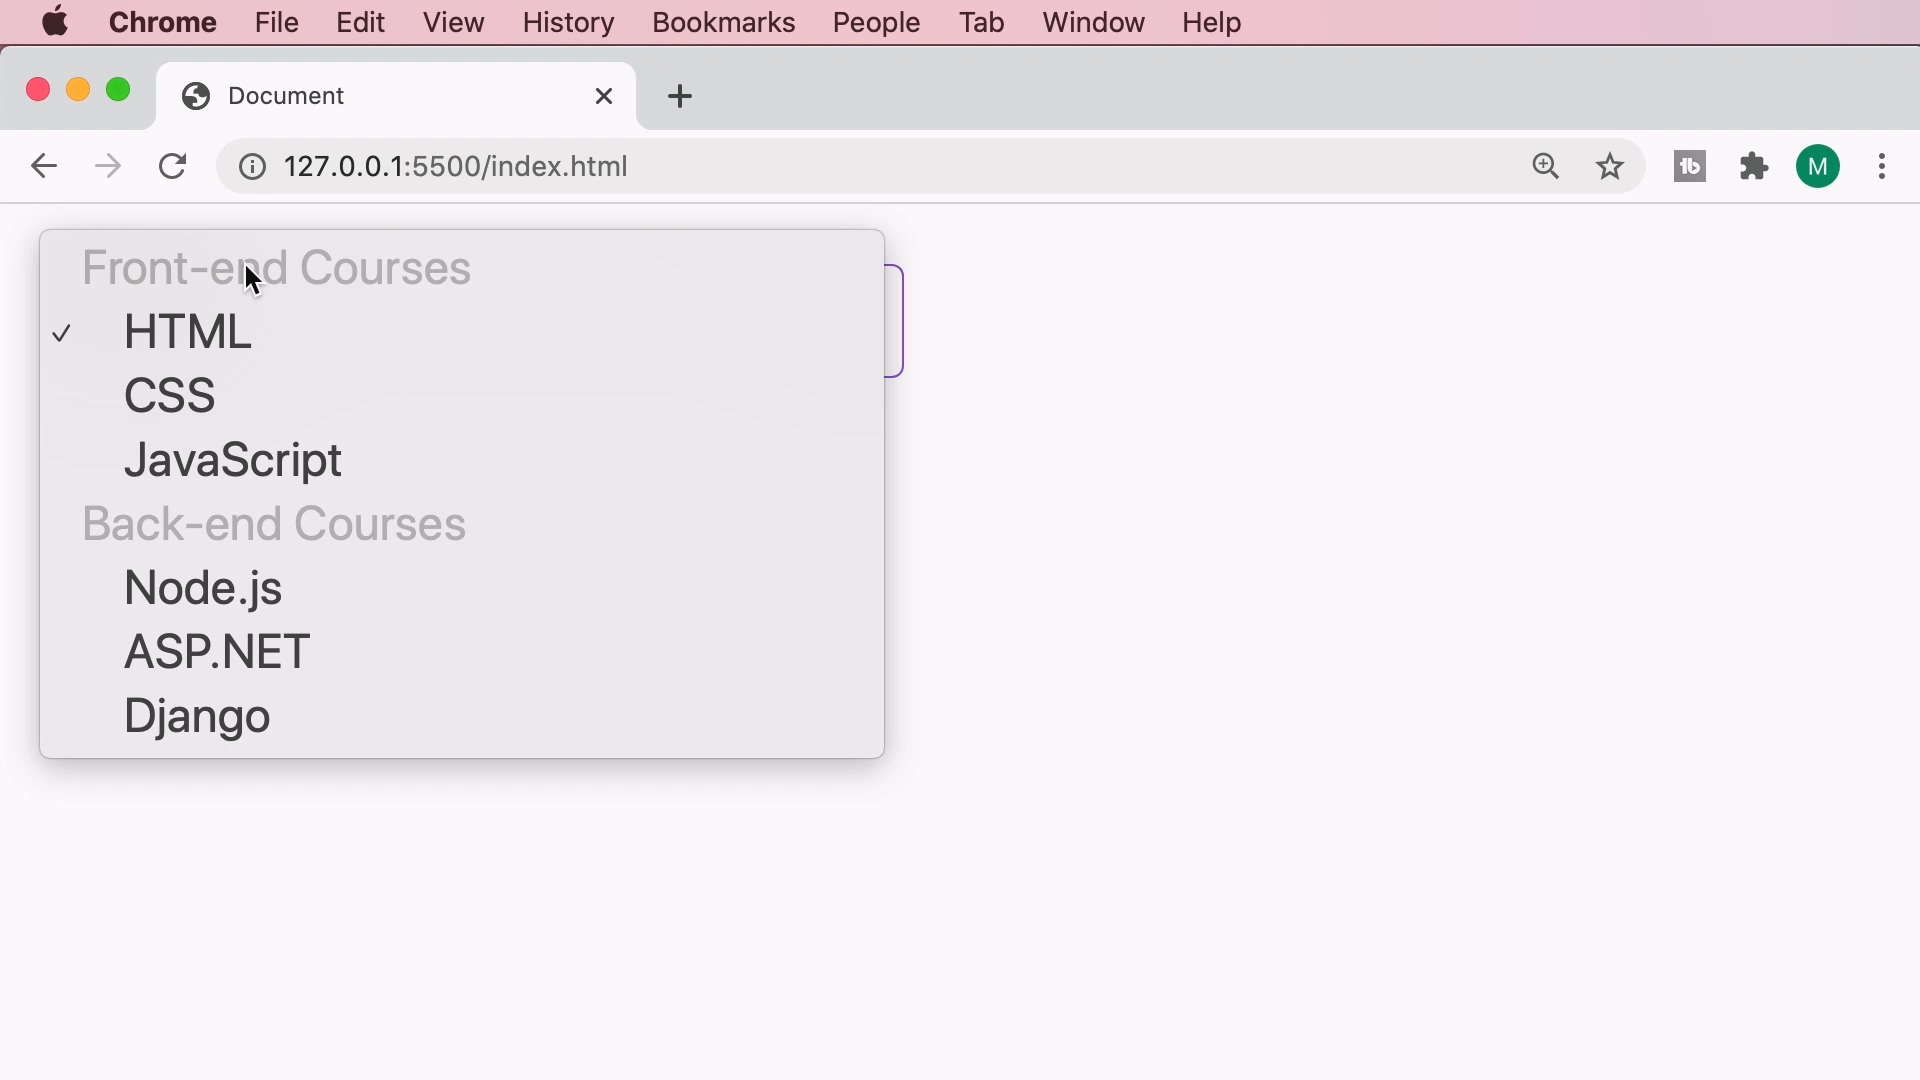 Chrome File Edit View History Bookmarks People Tab Window Help
Document
127.0.0.1:5500/index.html
M
Front-end Courses
✓ HTML
CSS
JavaScript
Back-end Courses
Node.js
ASP.NET
Django